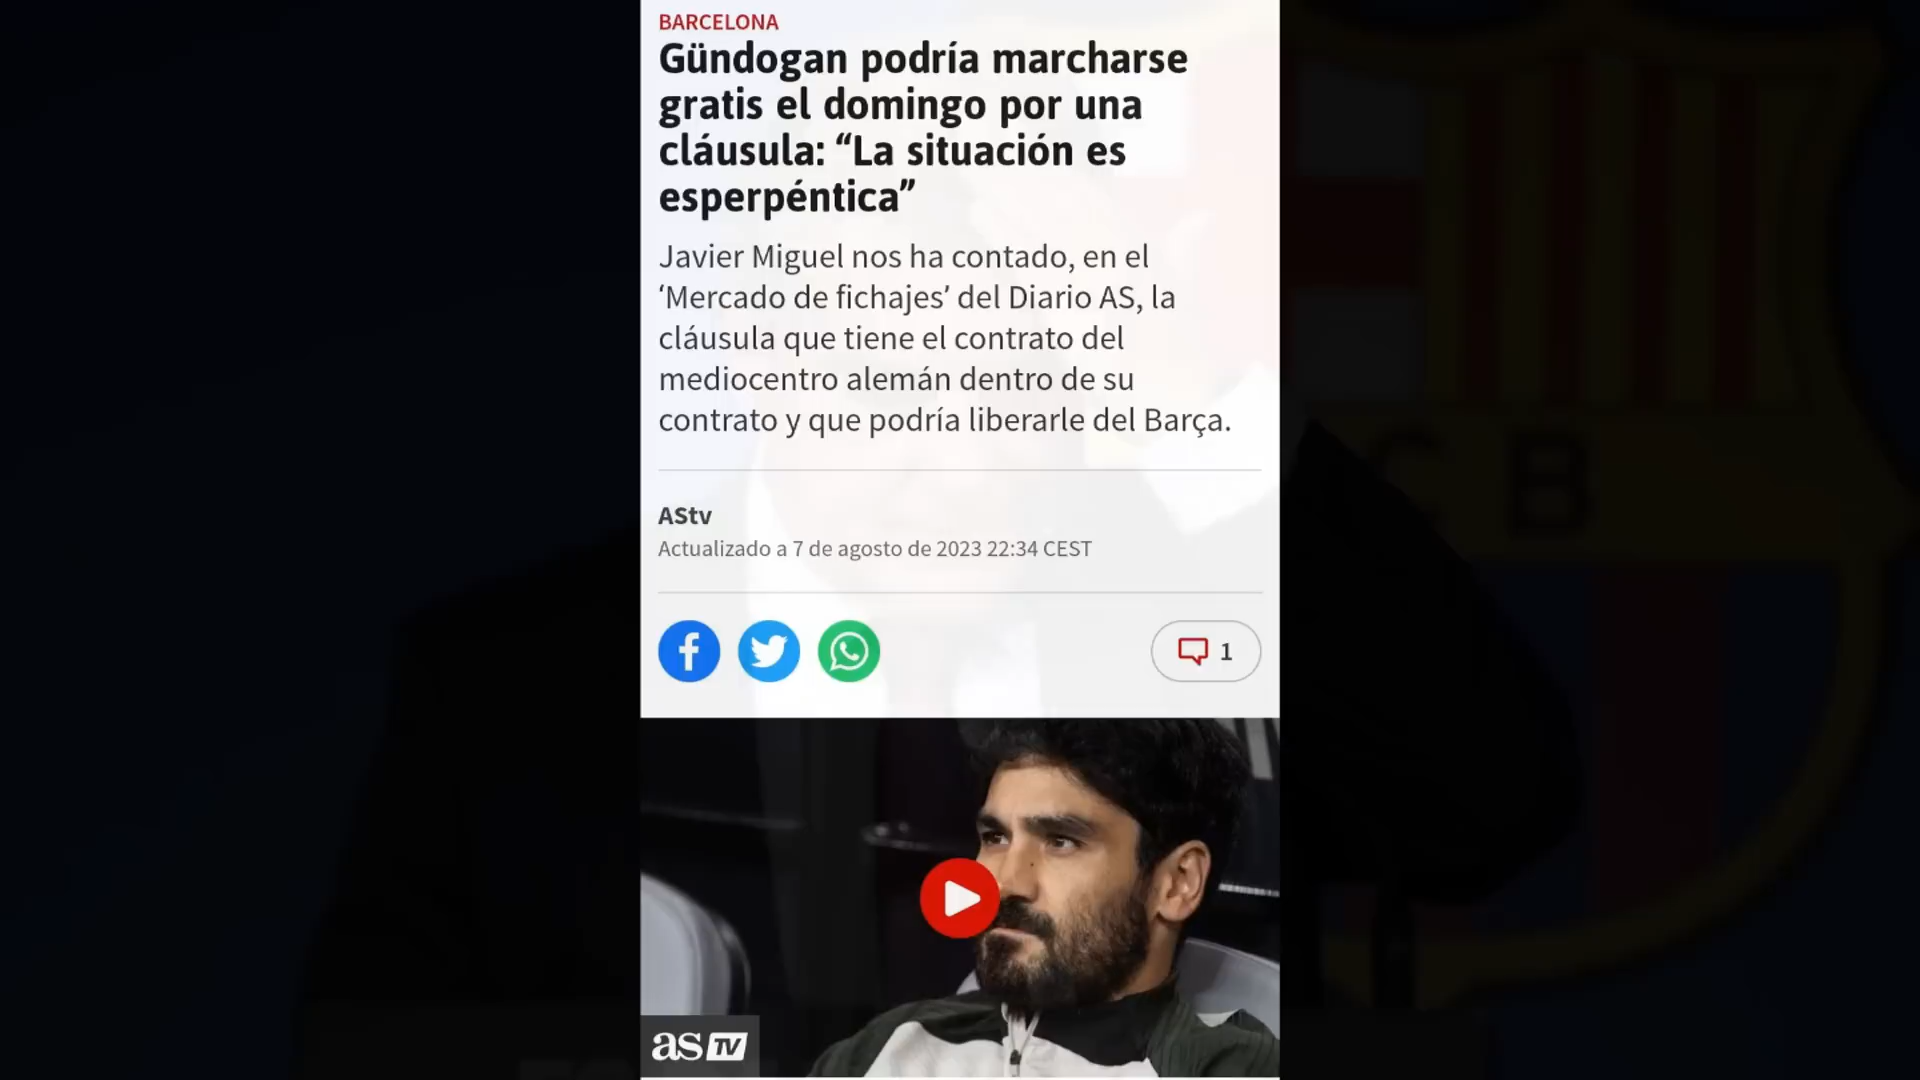 BARCELONA
Gündogan podría marcharse
gratis el domingo por una
cláusula: “La situación es
esperpéntica”
Javier Miguel nos ha contado, en el
‘Mercado de fichajes’ del Diario AS, la
cláusula que tiene el contrato del
mediocentro alemán dentro de su
contrato y que podría liberarle del Barça.
AStv
Actualizado a 7 de agosto de 2023 22:34 CEST
1
as TV
C B